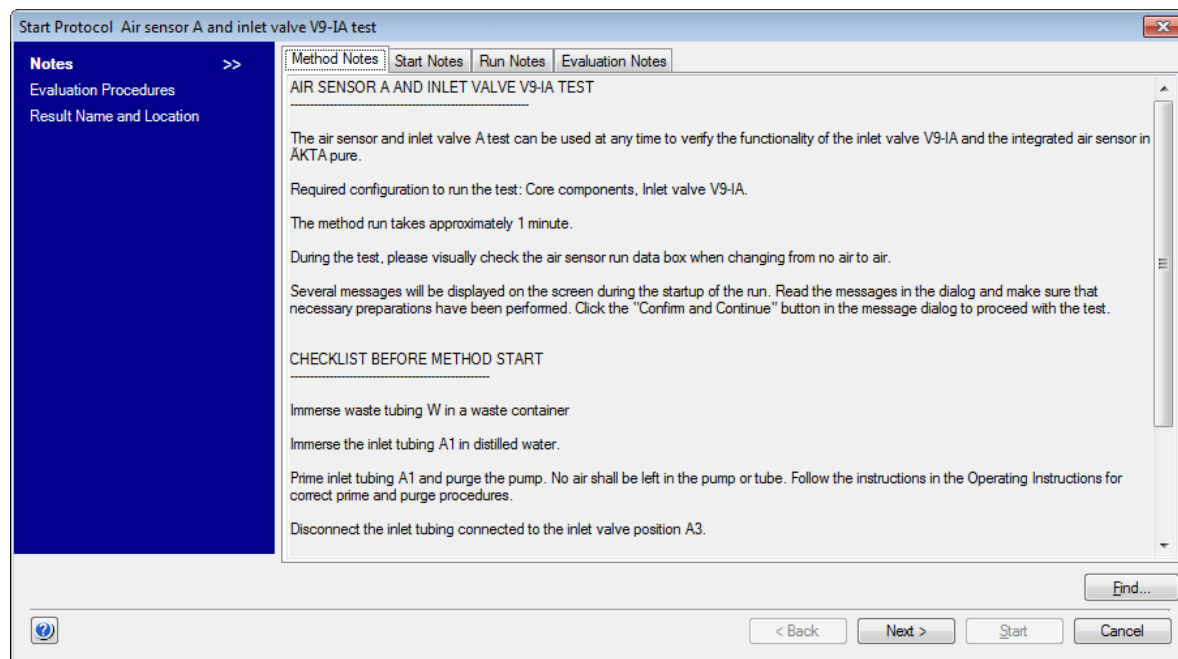 Start Protocol Air sensor A and inlet valve V9-IA test
Notes >>
Evaluation Procedures
Result Name and Location
Method Notes Start Notes Run Notes Evaluation Notes
AIR SENSOR A AND INLET VALVE V9-IA TEST
------------------------------------------------------------
The air sensor and inlet valve A test can be used at any time to verify the functionality of the inlet valve V9-IA and the integrated air sensor in
ÄKTA pure.
Required configuration to run the test: Core components, Inlet valve V9-IA.
The method run takes approximately 1 minute.
During the test, please visually check the air sensor run data box when changing from no air to air.
Several messages will be displayed on the screen during the startup of the run. Read the messages in the dialog and make sure that
necessary preparations have been performed. Click the "Confirm and Continue" button in the message dialog to proceed with the test.
CHECKLIST BEFORE METHOD START
--------------------------------------------------
Immerse waste tubing W in a waste container
Immerse the inlet tubing A1 in distilled water.
Prime inlet tubing A1 and purge the pump. No air shall be left in the pump or tube. Follow the instructions in the Operating Instructions for
correct prime and purge procedures.
Disconnect the inlet tubing connected to the inlet valve position A3.
Find...
? < Back Next > Start Cancel